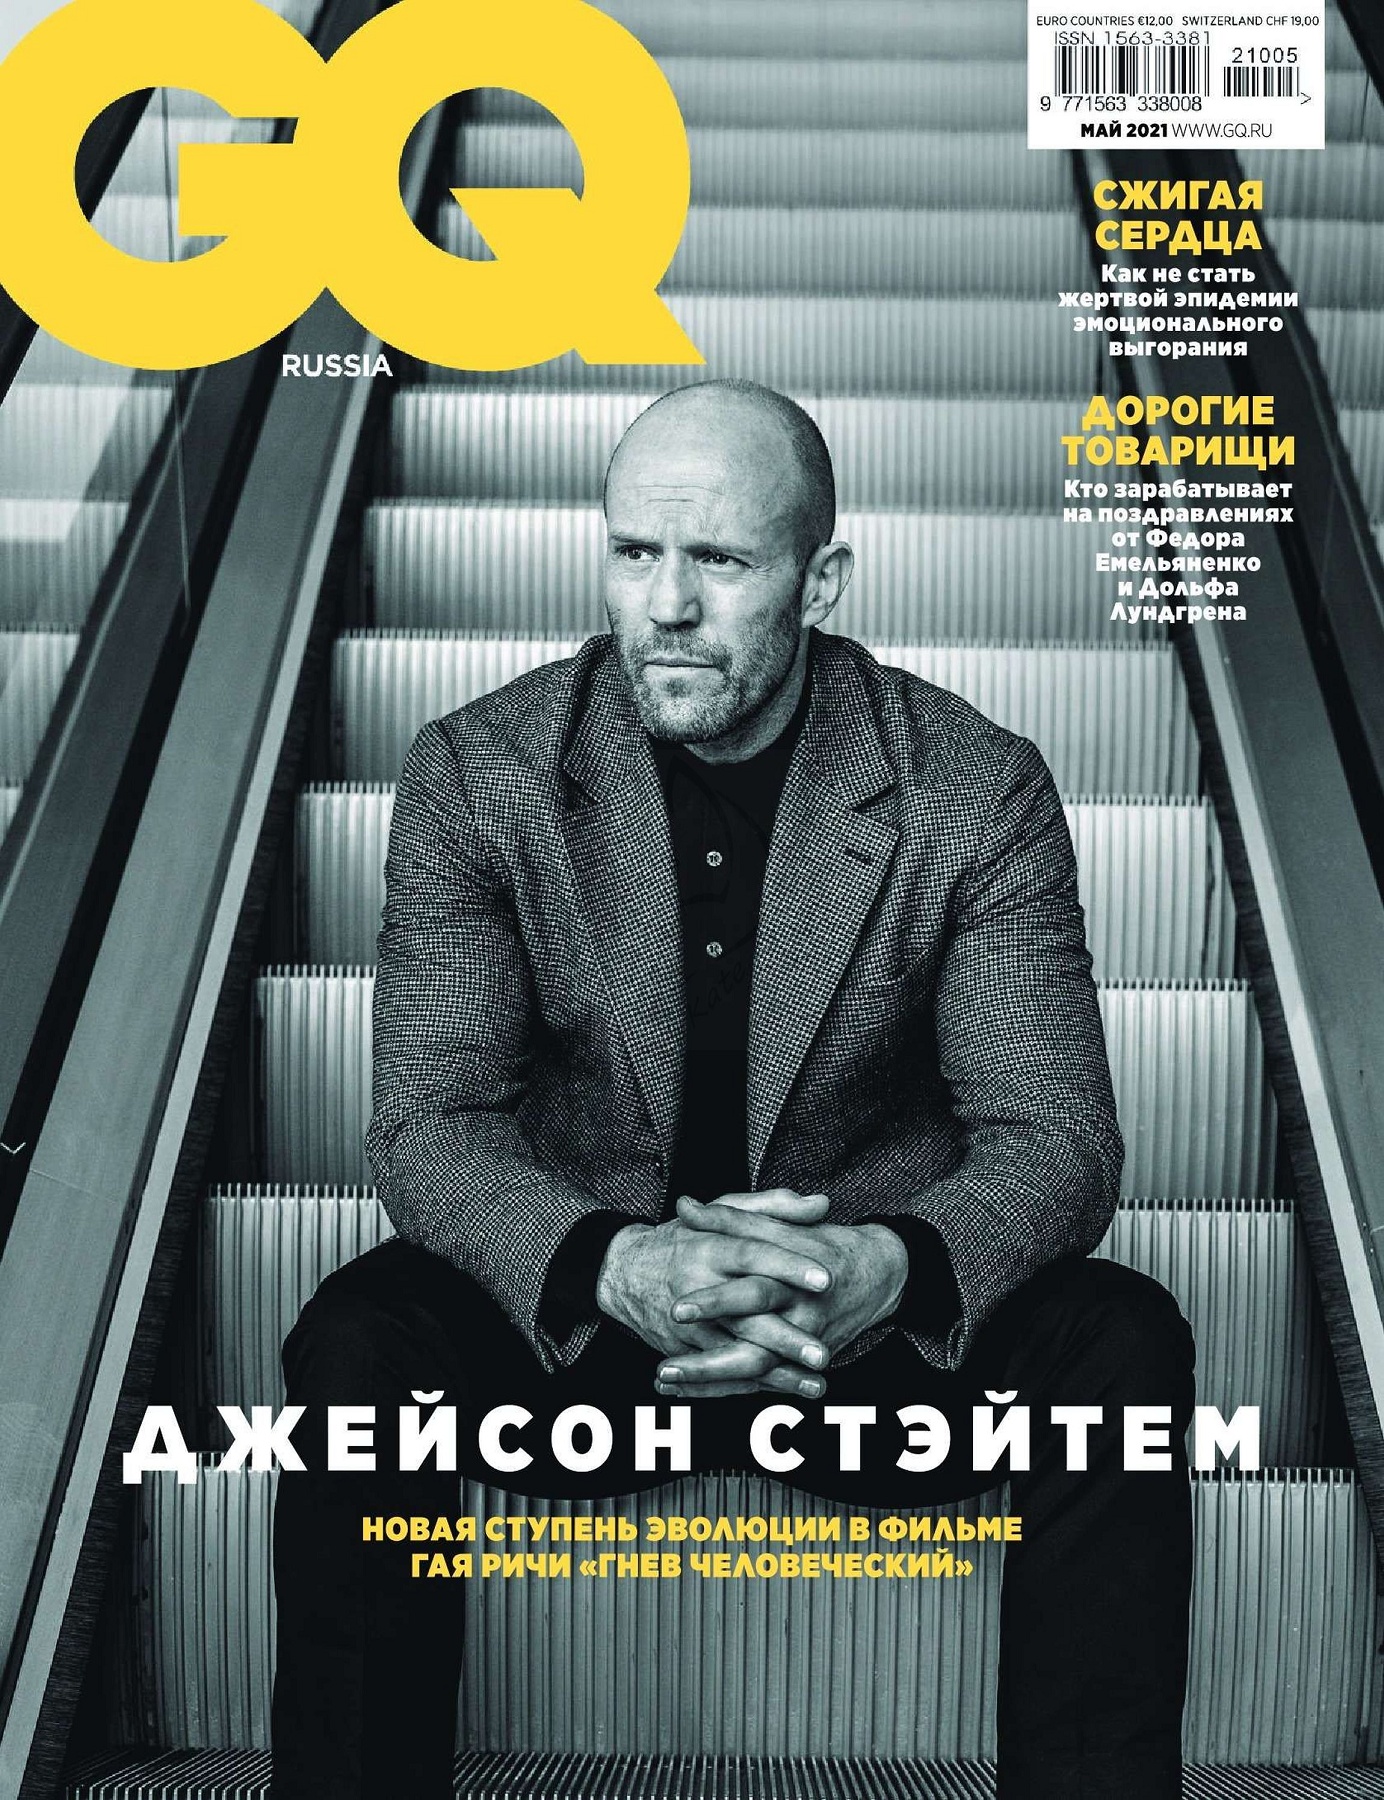 GQ
RUSSIA
EURO COUNTRIES €12,00 SWITZERLAND CHF 19,00
ISSN 1563-3381
21005
9 771563 338008 >
МАЙ 2021 WWW.GQ.RU
СЖИГАЯ
СЕРДЦА
Как не стать
жертвой эпидемии
эмоционального
выгорания
ДОРОГИЕ
ТОВАРИЩИ
Кто зарабатывает
на поздравлениях
от Федора
Емельяненко
и Дольфа
Лундгрена
ДЖЕЙСОН СТЭЙТЕМ
НОВАЯ СТУПЕНЬ ЭВОЛЮЦИИ В ФИЛЬМЕ
ГАЯ РИЧИ «ГНЕВ ЧЕЛОВЕЧЕСКИЙ»